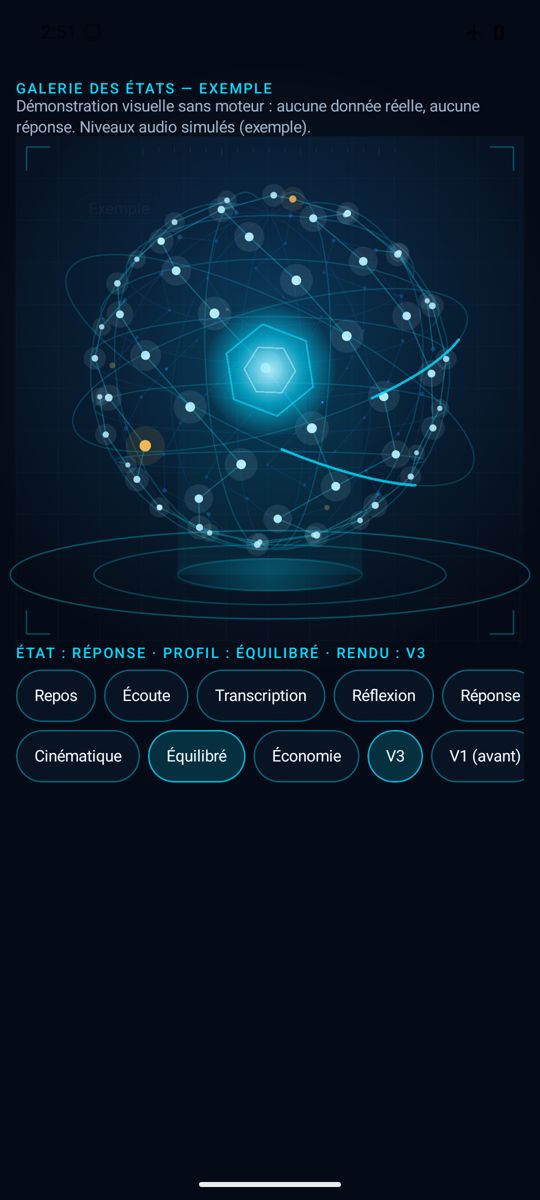 2:51
GALERIE DES ÉTATS — EXEMPLE
Démonstration visuelle sans moteur : aucune donnée réelle, aucune
réponse. Niveaux audio simulés (exemple).
Exemple
ÉTAT : RÉPONSE · PROFIL : ÉQUILIBRÉ · RENDU : V3
Repos Écoute Transcription Réflexion Réponse
Cinématique Équilibré Économie V3 V1 (avant)